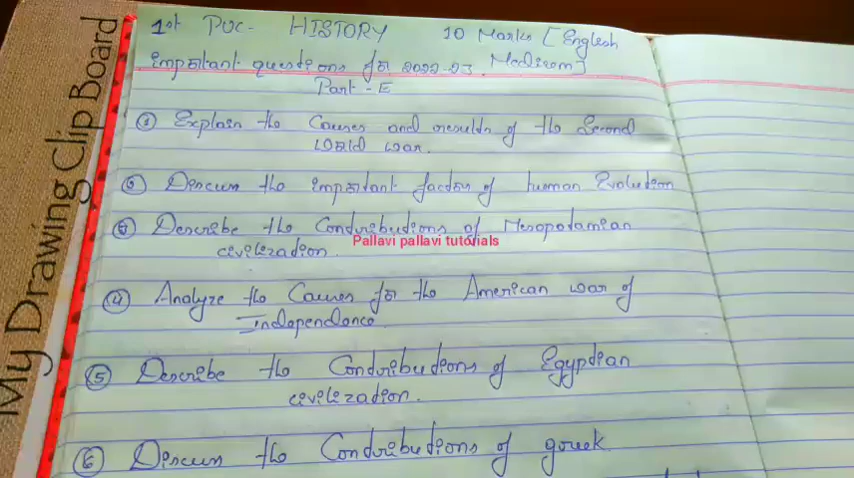 My Drawing Clip Board
1st PUC- HISTORY 10 Marks [English
important questions for 2022-23 Medium]
Part - E
① Explain the Causes and results of the Second
World war.
② Discuss the important factors of human Evolution
③ Describe the Contributions of Mesopotamian
Pallavi pallavi tutorials
civilization.
④ Analyze the Causes for the American war of
Independence
⑤ Describe the Contributions of Egyptian
civilization.
⑥ Discuss the Contributions of greek